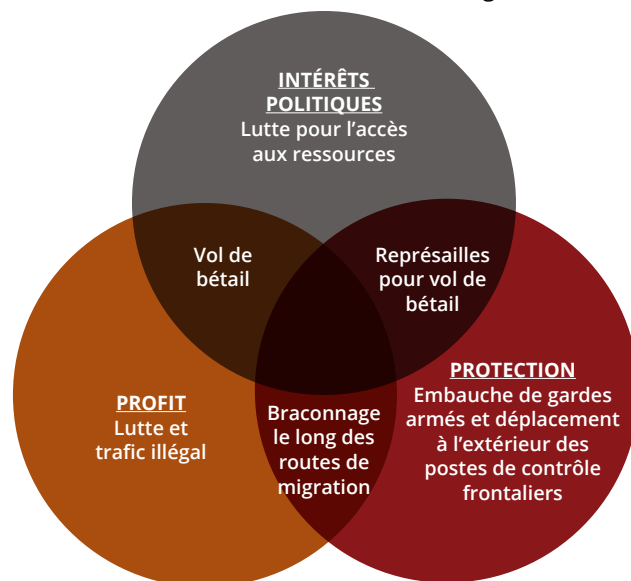 INTÉRÊTS
POLITIQUES
Lutte pour l'accès
aux ressources
Vol de
bétail
Représailles
pour vol de
bétail
PROFIT
Lutte et
trafic illégal
Braconnage
le long des
routes de
migration
PROTECTION
Embauche de gardes
armés et déplacement
à l'extérieur des
postes de contrôle
frontaliers